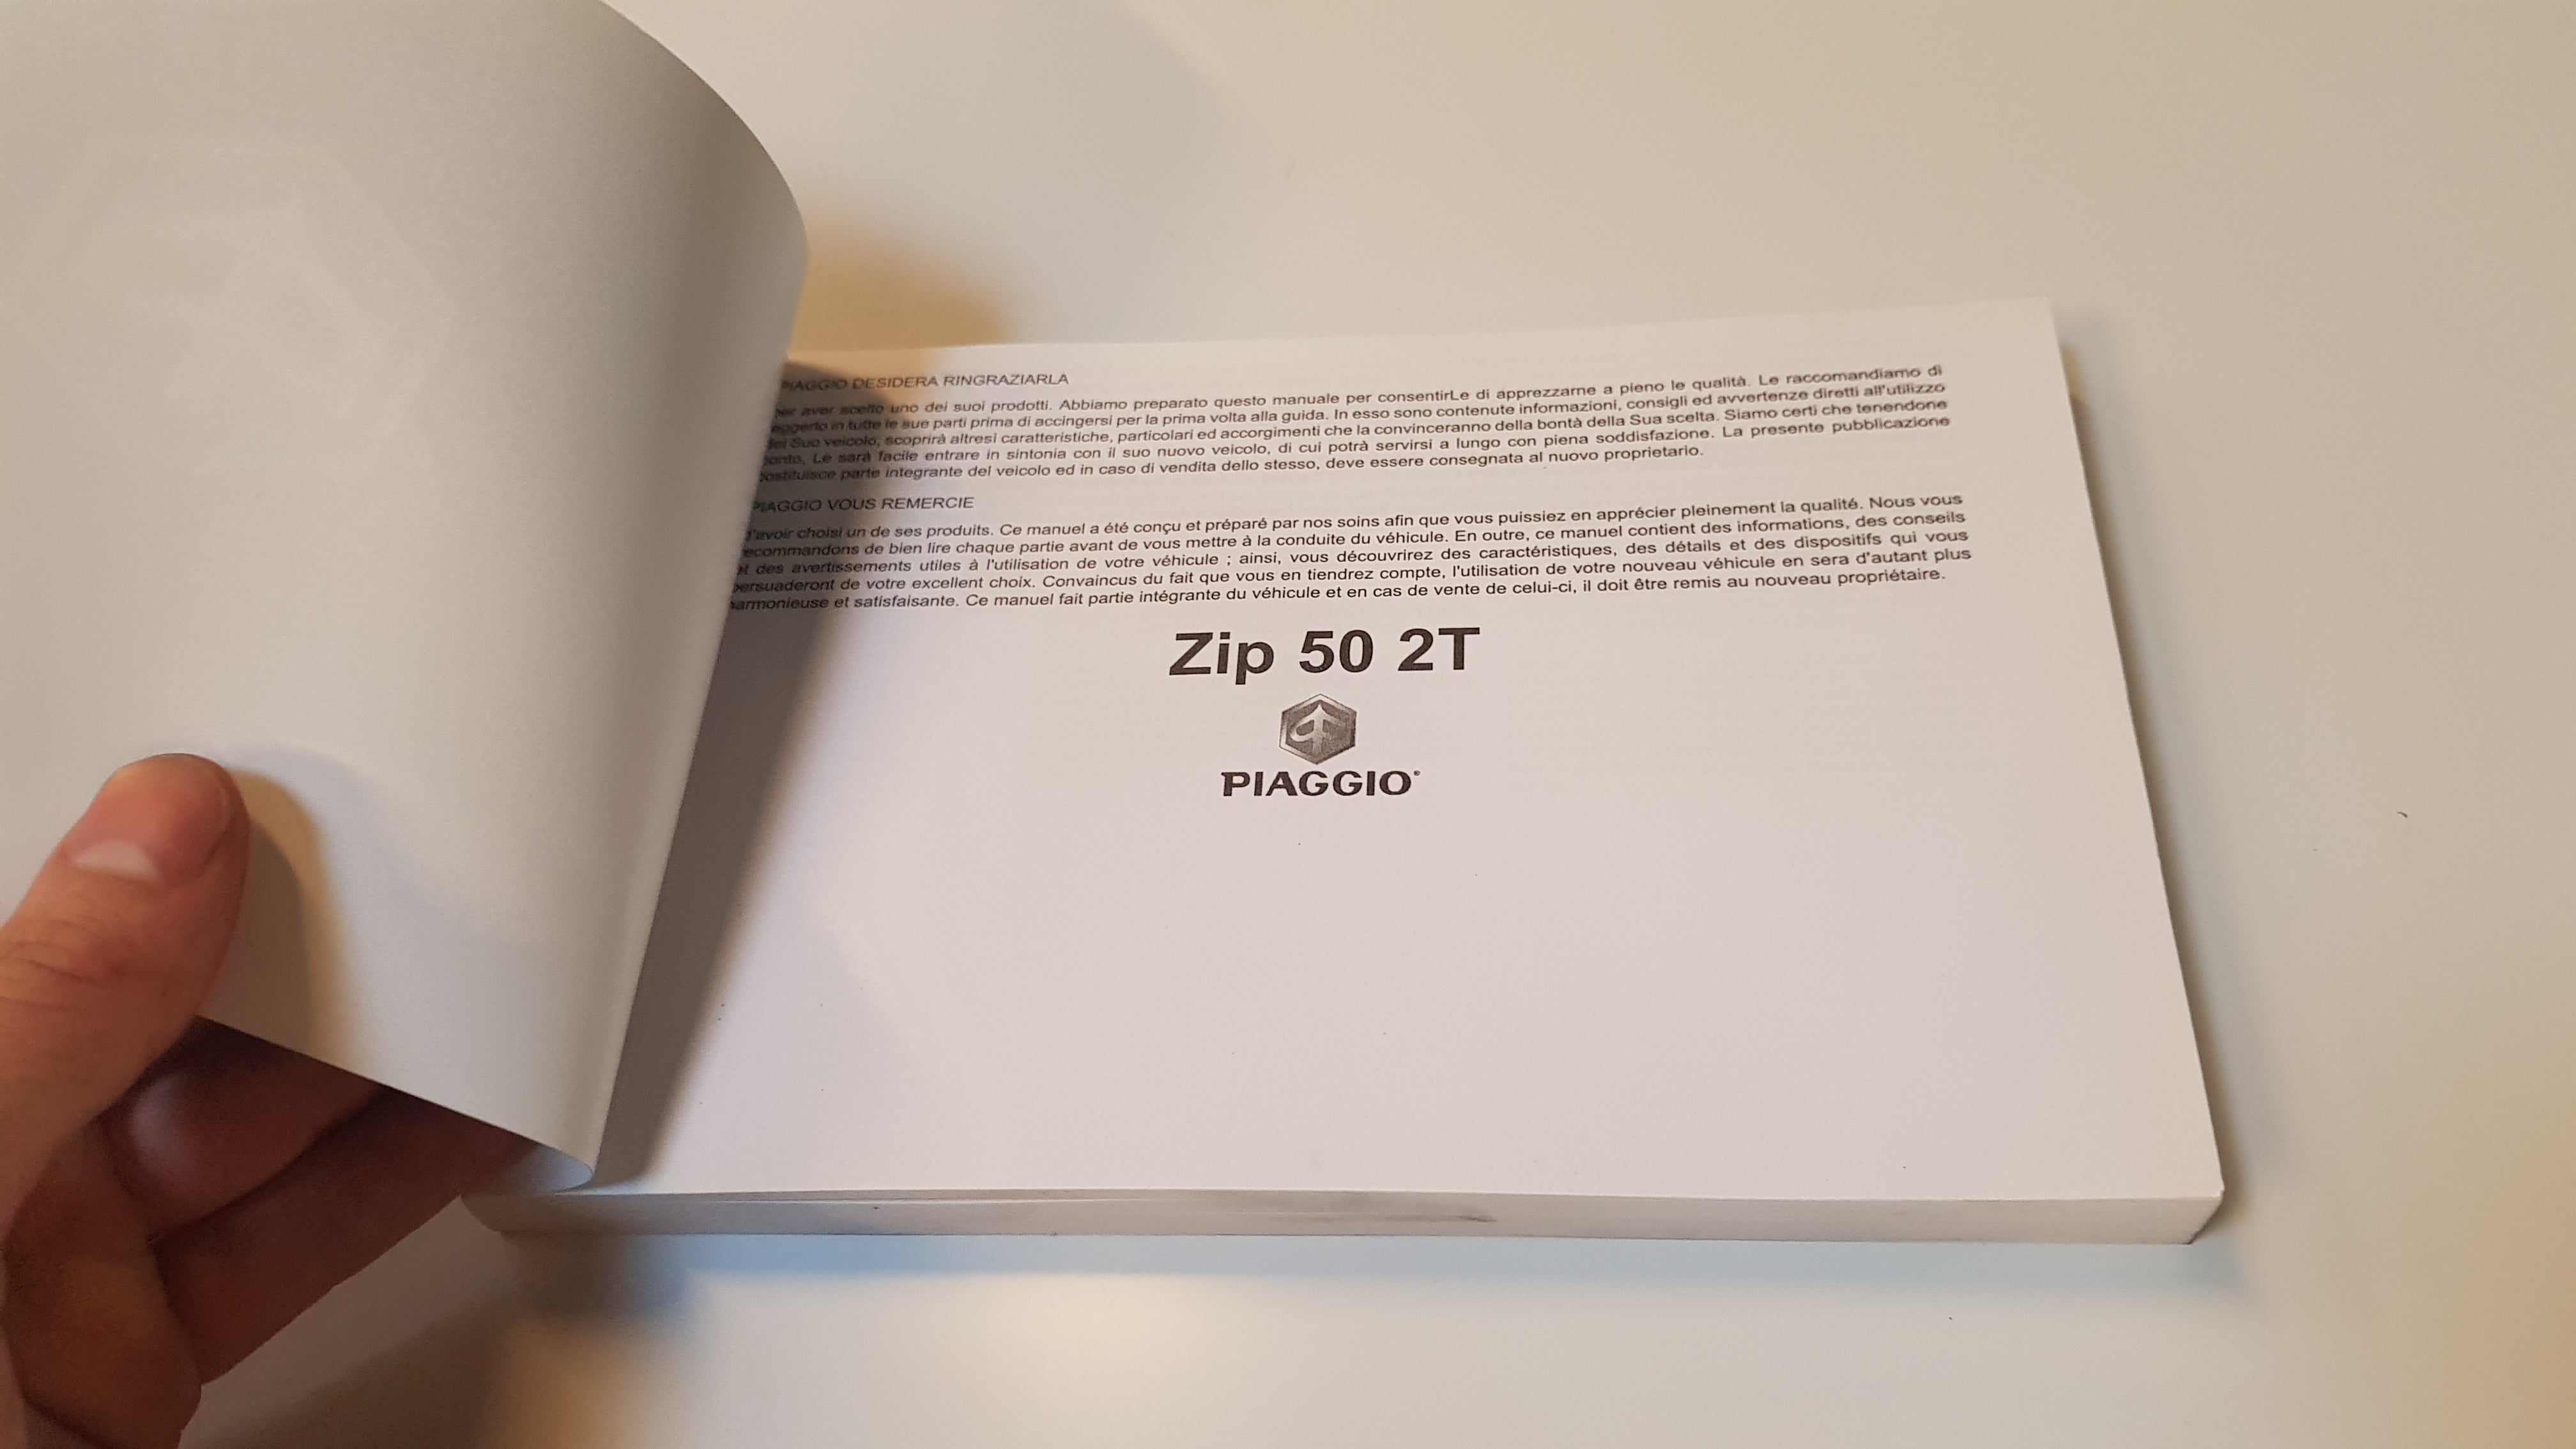 PIAGGIO DESIDERA RINGRAZIARLA
per aver scelto uno dei suoi prodotti. Abbiamo preparato questo manuale per consentirLe di apprezzarne a pieno le qualità. Le raccomandiamo di
eggerlo in tutte le sue parti prima di accingersi per la prima volta alla guida. In esso sono contenute informazioni, consigli ed avvertenze diretti all'utilizzo
del Suo veicolo; scoprirà altresì caratteristiche, particolari ed accorgimenti che la convinceranno della bontà della Sua scelta. Siamo certi che tenendone
conto, Le sarà facile entrare in sintonia con il suo nuovo veicolo, di cui potrà servirsi a lungo con piena soddisfazione. La presente pubblicazione
costituisce parte integrante del veicolo ed in caso di vendita dello stesso, deve essere consegnata al nuovo proprietario.
PIAGGIO VOUS REMERCIE
d'avoir choisi un de ses produits. Ce manuel a été conçu et préparé par nos soins afin que vous puissiez en apprécier pleinement la qualité. Nous vous
recommandons de bien lire chaque partie avant de vous mettre à la conduite du véhicule. En outre, ce manuel contient des informations, des conseils
et des avertissements utiles à l'utilisation de votre véhicule ; ainsi, vous découvrirez des caractéristiques, des détails et des dispositifs qui vous
persuaderont de votre excellent choix. Convaincus du fait que vous en tiendrez compte, l'utilisation de votre nouveau véhicule en sera d'autant plus
harmonieuse et satisfaisante. Ce manuel fait partie intégrante du véhicule et en cas de vente de celui-ci, il doit être remis au nouveau propriétaire.
Zip 50 2T
PIAGGIO®